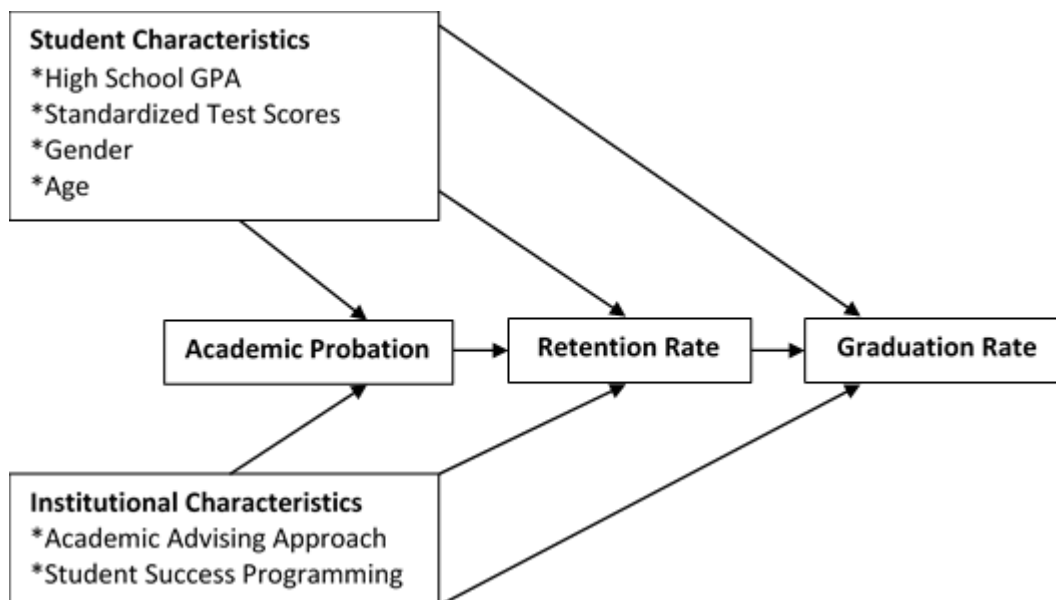 Student Characteristics
*High School GPA
*Standardized Test Scores
*Gender
*Age
Academic Probation
Retention Rate
Graduation Rate
Institutional Characteristics
*Academic Advising Approach
*Student Success Programming